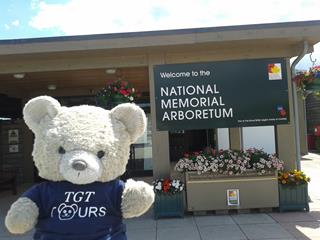 Welcome to the
NATIONAL
MEMORIAL
ARBORETUM
TGT
TOURS